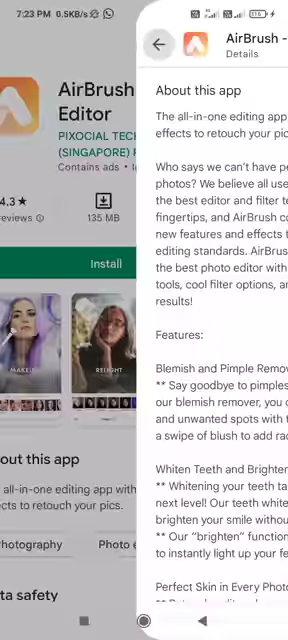 7:23 PM 0.5KB/s
AirBrush
Editor
PIXOCIAL TECH
(SINGAPORE) P
Contains ads •
4.3★
reviews
135 MB
Install
MAKEUP
RELIGHT
out this app
all-in-one editing app with
cts to retouch your pics.
hotography
Photo e
ta safety
AirBrush -
Details
About this app
The all-in-one editing app
effects to retouch your pic
Who says we can't have pe
photos? We believe all use
the best editor and filter te
fingertips, and AirBrush co
new features and effects t
editing standards. AirBrus
the best photo editor with
tools, cool filter options, an
results!
Features:
Blemish and Pimple Remov
** Say goodbye to pimples
our blemish remover, you c
and unwanted spots with t
a swipe of blush to add rad
Whiten Teeth and Brighten
** Whitening your teeth ta
next level! Our teeth white
brighten your smile withou
** Our "brighten" function
to instantly light up your fe
Perfect Skin in Every Photo